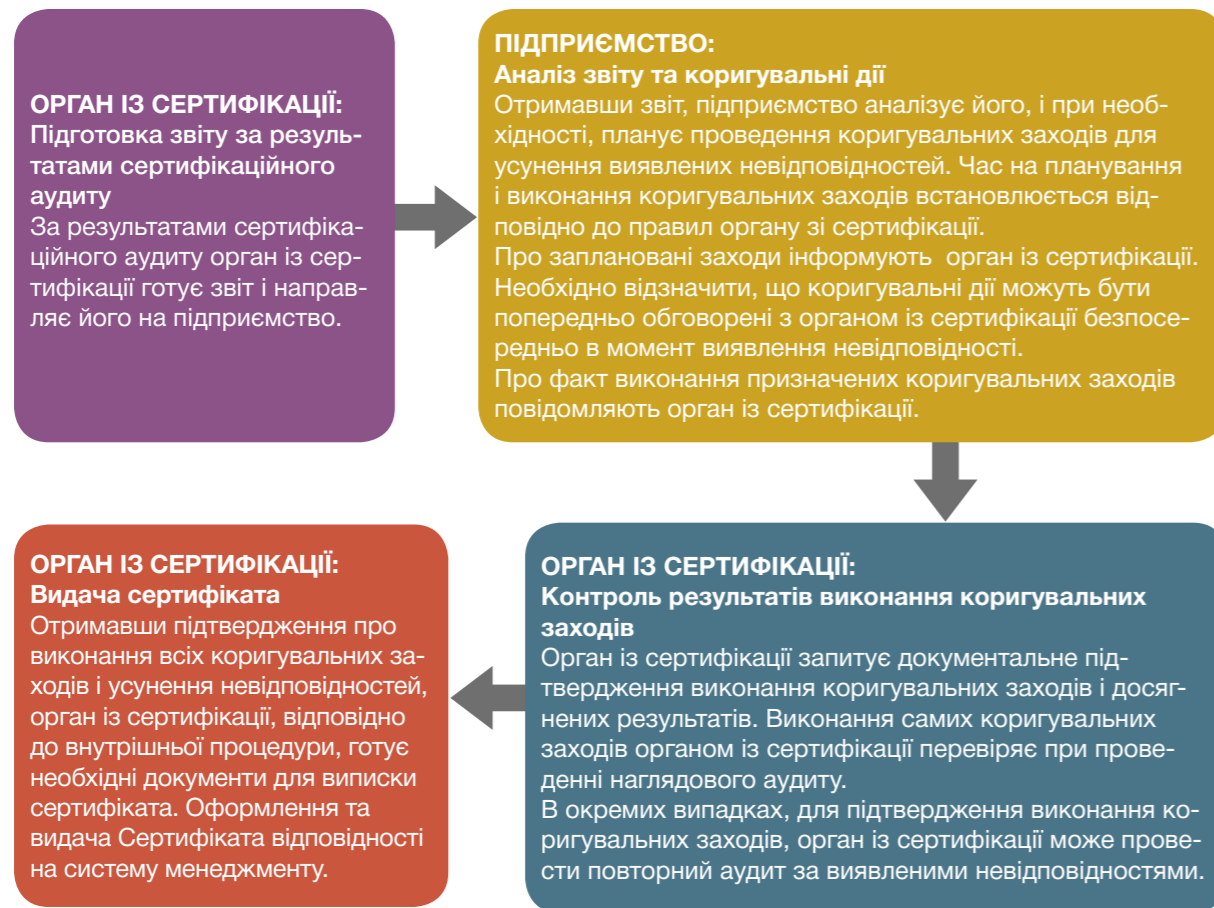 ОРГАН ІЗ СЕРТИФІКАЦІЇ:
Підготовка звіту за резуль-
татами сертифікаційного
аудиту
За результатами сертифіка-
ційного аудиту орган із сер-
тифікації готує звіт і направ-
ляє його на підприємство.
ПІДПРИЄМСТВО:
Аналіз звіту та коригувальні дії
Отримавши звіт, підприємство аналізує його, і при необ-
хідності, планує проведення коригувальних заходів для
усунення виявлених невідповідностей. Час на планування
і виконання коригувальних заходів встановлюється від-
повідно до правил органу зі сертифікації.
Про заплановані заходи інформують орган із сертифікації.
Необхідно відзначити, що коригувальні дії можуть бути
попередньо обговорені з органом із сертифікації безпосе-
редньо в момент виявлення невідповідності.
Про факт виконання призначених коригувальних заходів
повідомляють орган із сертифікації.
ОРГАН ІЗ СЕРТИФІКАЦІЇ:
Контроль результатів виконання коригувальних
заходів
Орган із сертифікації запитує документальне під-
твердження виконання коригувальних заходів і досяг-
нених результатів. Виконання самих коригувальних
заходів органом із сертифікації перевіряє при прове-
денні наглядового аудиту.
В окремих випадках, для підтвердження виконання ко-
ригувальних заходів, орган із сертифікації може прове-
сти повторний аудит за виявленими невідповідностями.
ОРГАН ІЗ СЕРТИФІКАЦІЇ:
Видача сертифіката
Отримавши підтвердження про
виконання всіх коригувальних за-
ходів і усунення невідповідностей,
орган із сертифікації, відповідно
до внутрішньої процедури, готує
необхідні документи для виписки
сертифіката. Оформлення та
видача Сертифіката відповідності
на систему менеджменту.